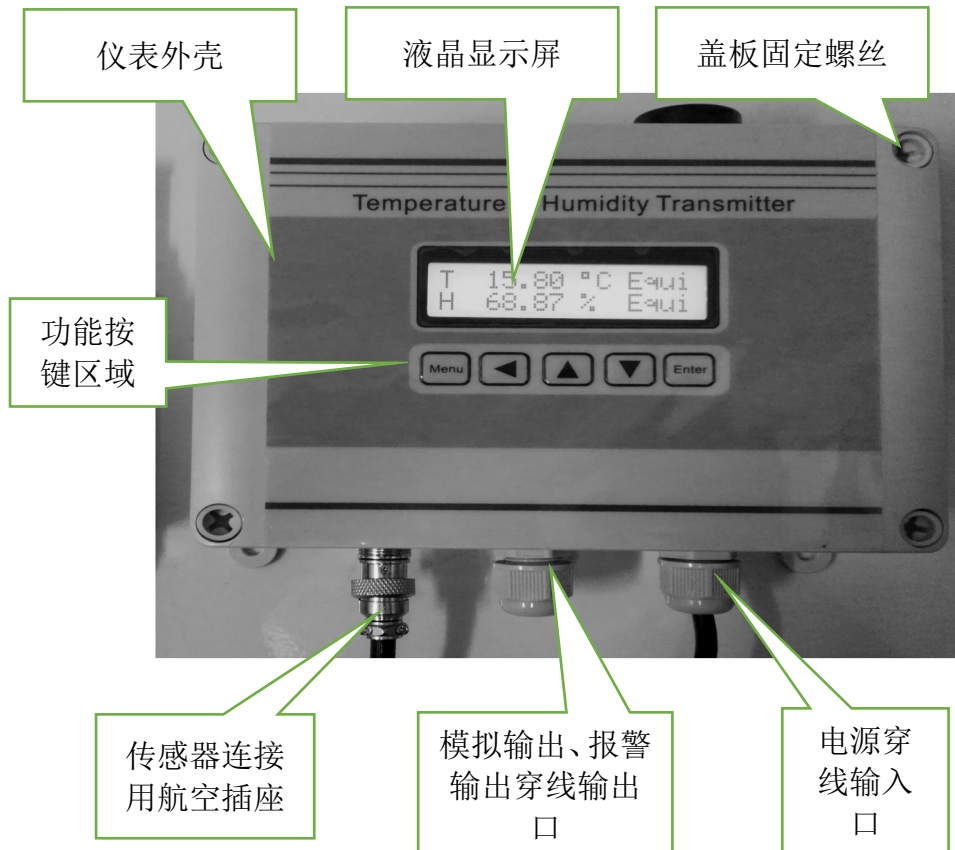 仪表外壳
液晶显示屏
盖板固定螺丝
Temperature
Humidity Transmitter
T 15.80 °C Equi
H 68.87 % Equi
功能按
键区域
Menu
Enter
传感器连接
用航空插座
模拟输出、报警
输出穿线输出
口
电源穿
线输入
口